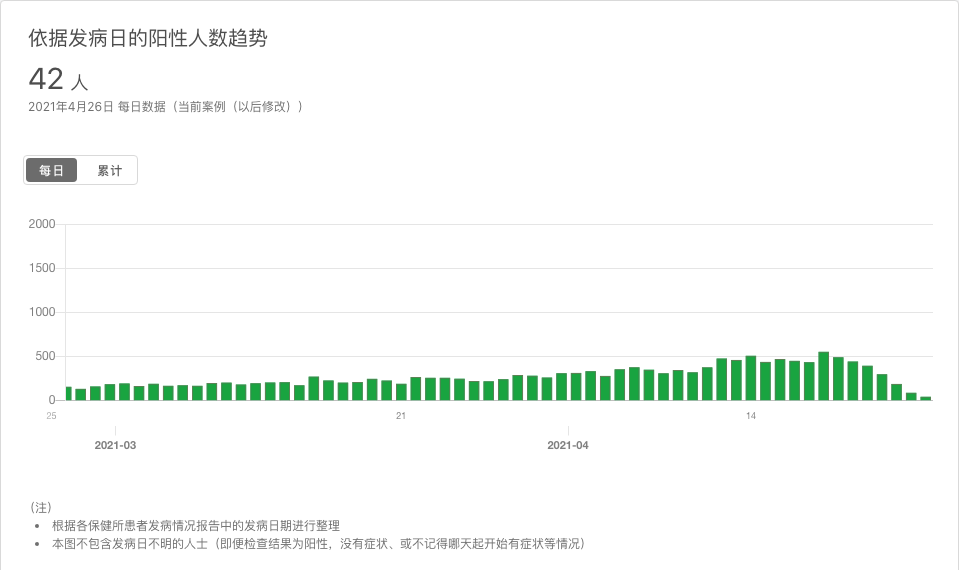 依据发病日的阳性人数趋势
42 人
2021年4月26日 每日数据（当前案例（以后修改））
每日 累计
2000
1500
1000
500
0
25 21 14
2021-03 2021-04
（注）
• 根据各保健所患者发病情况报告中的发病日期进行整理
• 本图不包含发病日不明的人士（即便检查结果为阳性，没有症状、或不记得哪天起开始有症状等情况）